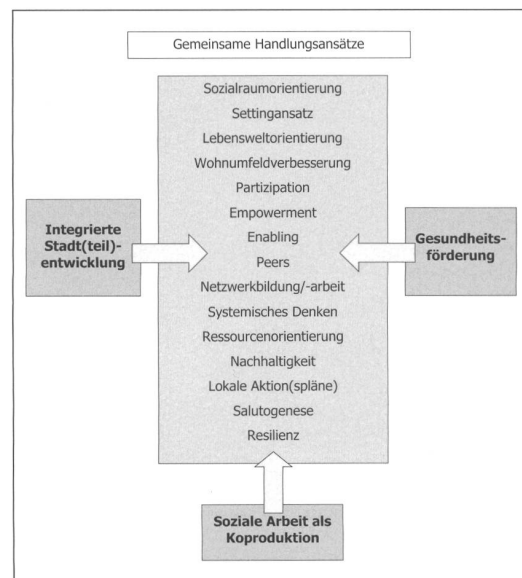 Gemeinsame Handlungsansätze
Sozialraumorientierung
Settingansatz
Lebensweltorientierung
Wohnumfeldverbesserung
Partizipation
Empowerment
Enabling
Peers
Netzwerkbildung/-arbeit
Systemisches Denken
Ressourcenorientierung
Nachhaltigkeit
Lokale Aktion(spläne)
Salutogenese
Resilienz
Integrierte
Stadt(teil)-
entwicklung
Gesundheits-
förderung
Soziale Arbeit als
Koproduktion